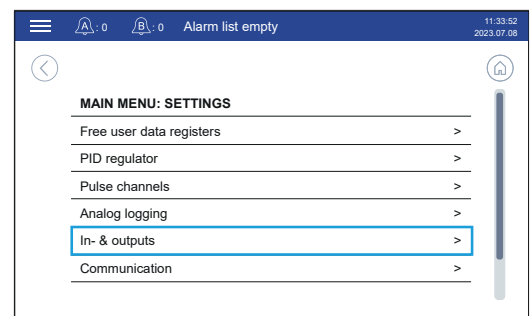 A : 0 B : 0 Alarm list empty 11:33:52
2023.07.08
MAIN MENU: SETTINGS
Free user data registers >
PID regulator >
Pulse channels >
Analog logging >
In- & outputs >
Communication >